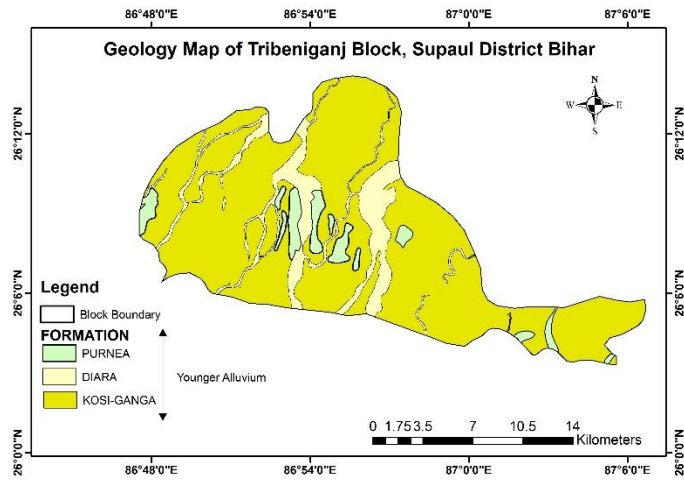 86°48'0"E 86°54'0"E 87°0'0"E 87°6'0"E
Geology Map of Tribeniganj Block, Supaul District Bihar
N
W E
S
26°12'0"N 26°12'0"N
26°6'0"N 26°6'0"N
Legend
Block Boundary
FORMATION
PURNEA
DIARA
Younger Alluvium
KOSI-GANGA
0 1.75 3.5 7 10.5 14
Kilometers
26°0'0"N 26°0'0"N
86°48'0"E 86°54'0"E 87°0'0"E 87°6'0"E